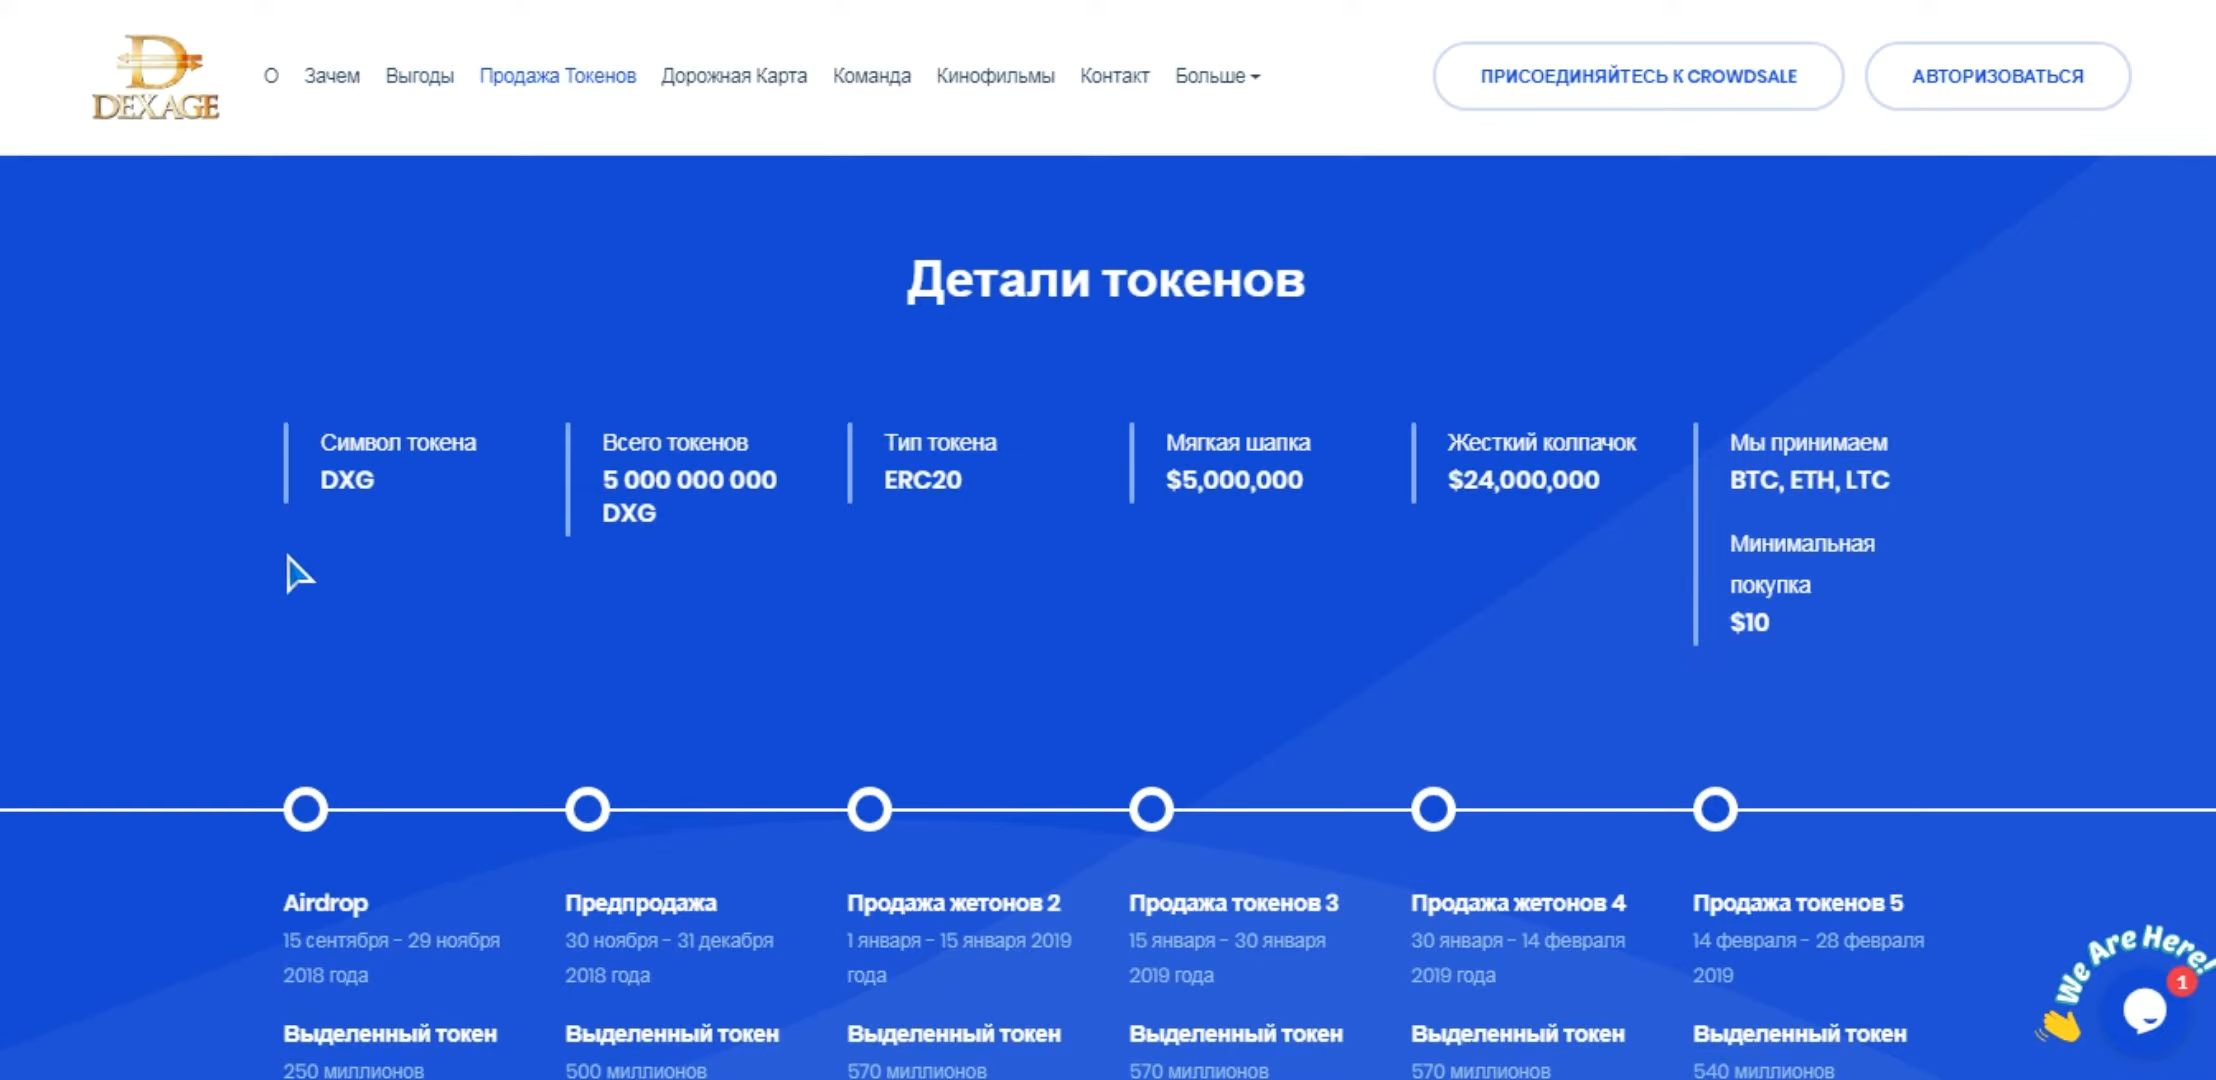 DEXAGE
О Зачем Выгоды Продажа Токенов Дорожная Карта Команда Кинофильмы Контакт Больше
ПРИСОЕДИНЯЙТЕСЬ К CROWDSALE
АВТОРИЗОВАТЬСЯ
Детали токенов
Символ токена
DXG
Всего токенов
5 000 000 000
DXG
Тип токена
ERC20
Мягкая шапка
$5,000,000
Жесткий колпачок
$24,000,000
Мы принимаем
BTC, ETH, LTC
Минимальная
покупка
$10
Airdrop
15 сентября - 29 ноября
2018 года
Выделенный токен
250 миллионов
Предпродажа
30 ноября - 31 декабря
2018 года
Выделенный токен
500 миллионов
Продажа жетонов 2
1 января - 15 января 2019
года
Выделенный токен
570 миллионов
Продажа токенов 3
15 января - 30 января
2019 года
Выделенный токен
570 миллионов
Продажа жетонов 4
30 января - 14 февраля
2019 года
Выделенный токен
570 миллионов
Продажа токенов 5
14 февраля - 28 февраля
2019
Выделенный токен
540 миллионов
We Are Here!
1